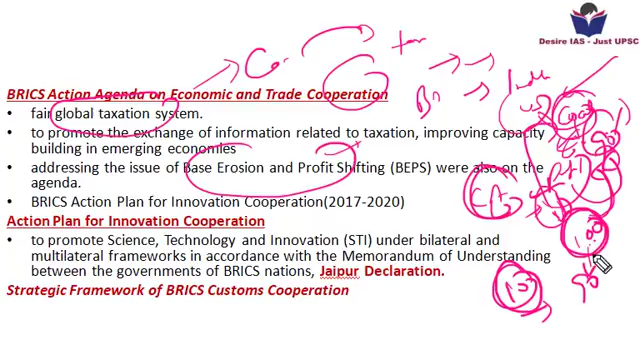 Desire IAS - Just UPSC
BRICS Action Agenda on Economic and Trade Cooperation
• fair global taxation system.
• to promote the exchange of information related to taxation, improving capacity
building in emerging economies
• addressing the issue of Base Erosion and Profit Shifting (BEPS) were also on the
agenda.
• BRICS Action Plan for Innovation Cooperation(2017-2020)
Action Plan for Innovation Cooperation
• to promote Science, Technology and Innovation (STI) under bilateral and
multilateral frameworks in accordance with the Memorandum of Understanding
between the governments of BRICS nations, Jaipur Declaration.
Strategic Framework of BRICS Customs Cooperation